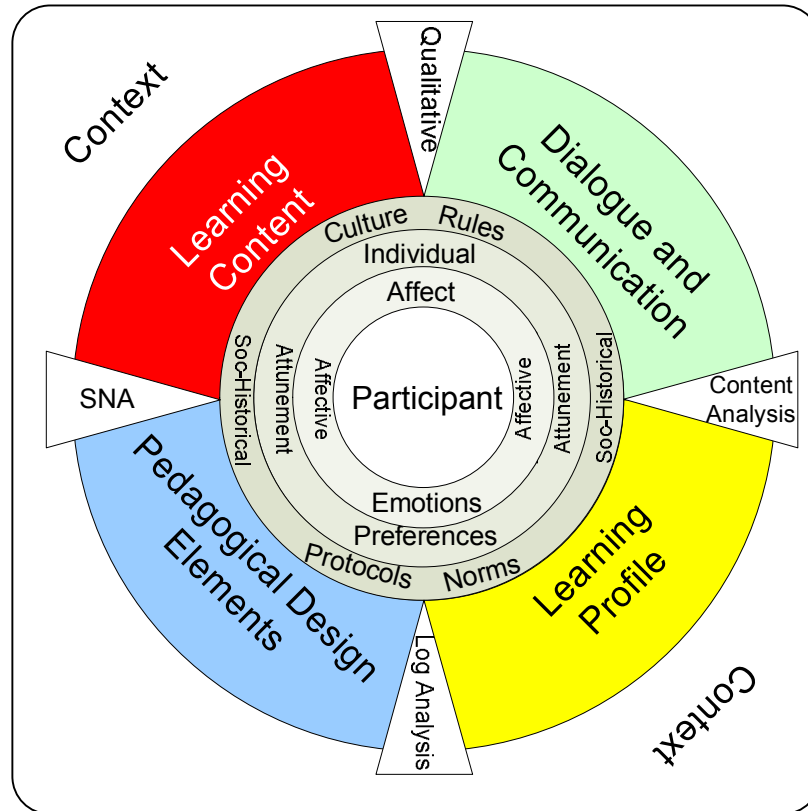 Context
Qualitative
Learning
Content
Dialogue and
Communication
Culture Rules
Individual
Affect
Soc-Historical
Attunement
Affective
Participant
Affective
Attunement
Soc-Historical
SNA
Content
Analysis
Emotions
Preferences
Protocols Norms
Pedagogical Design
Elements
Learning
Profile
Log Analysis
Context